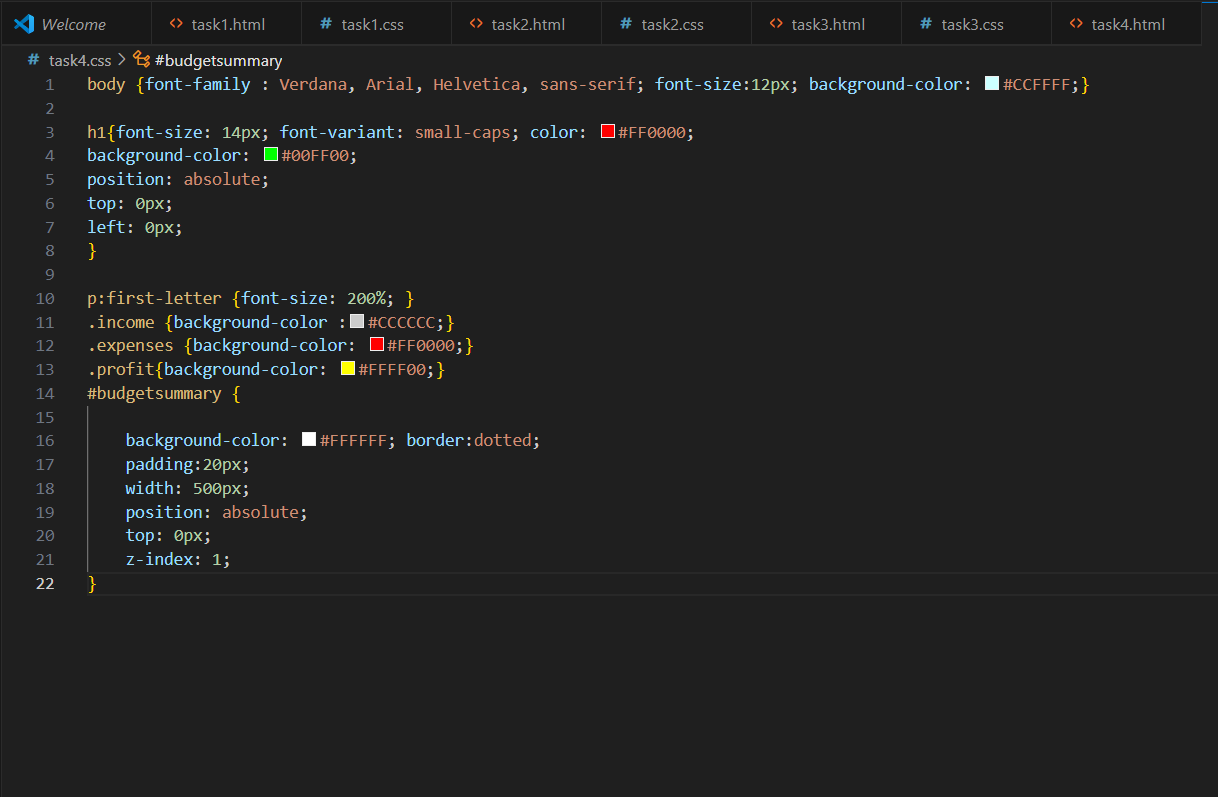 Welcome task1.html task1.css task2.html task2.css task3.html task3.css task4.html
task4.css > #budgetsummary
1 body {font-family : Verdana, Arial, Helvetica, sans-serif; font-size:12px; background-color: #CCFFFF;}
2
3 h1{font-size: 14px; font-variant: small-caps; color: #FF0000;
4 background-color: #00FF00;
5 position: absolute;
6 top: 0px;
7 left: 0px;
8 }
9
10 p:first-letter {font-size: 200%; }
11 .income {background-color :#CCCCCC;}
12 .expenses {background-color: #FF0000;}
13 .profit{background-color: #FFFF00;}
14 #budgetsummary {
15
16 background-color: #FFFFFF; border:dotted;
17 padding:20px;
18 width: 500px;
19 position: absolute;
20 top: 0px;
21 z-index: 1;
22 }